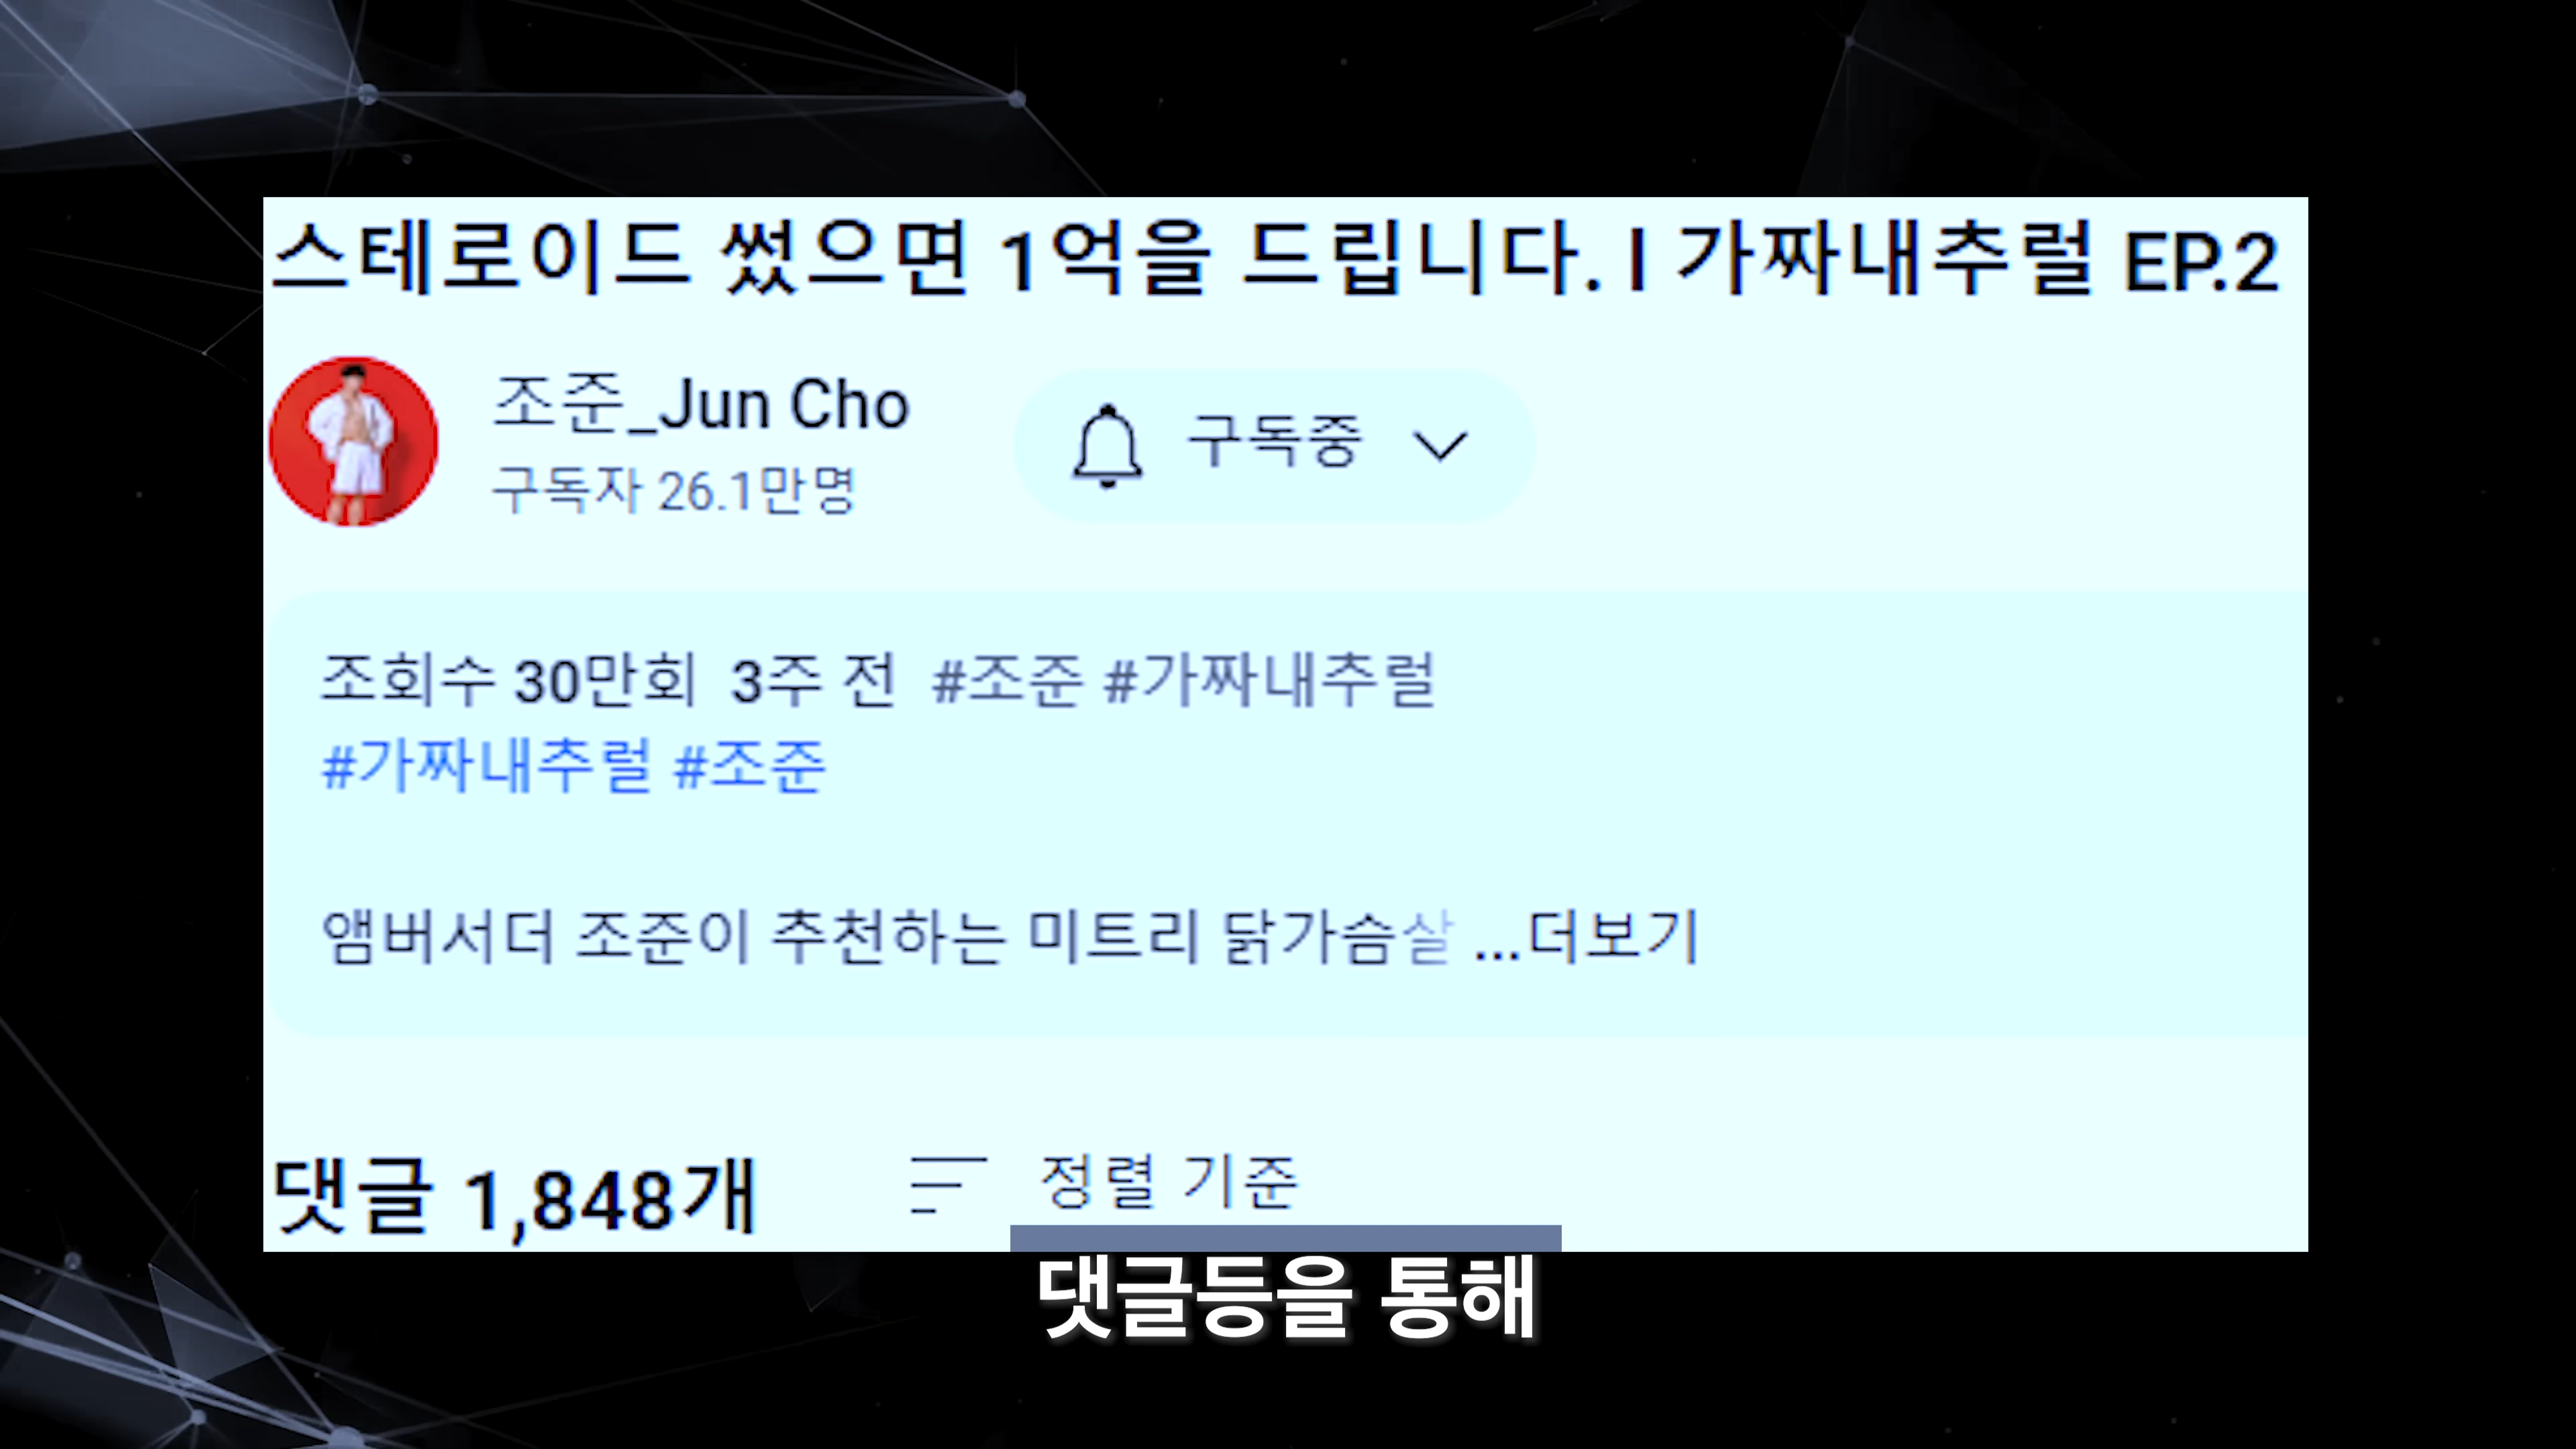 스테로이드 썼으면 1억을 드립니다. I 가짜내추럴 EP.2
조준_Jun Cho
구독자 26.1만명
구독중
조회수 30만회 3주 전 #조준 #가짜내추럴
#가짜내추럴 #조준
앰버서더 조준이 추천하는 미트리 닭가슴살 ...더보기
댓글 1,848개
정렬 기준
댓글등을 통해